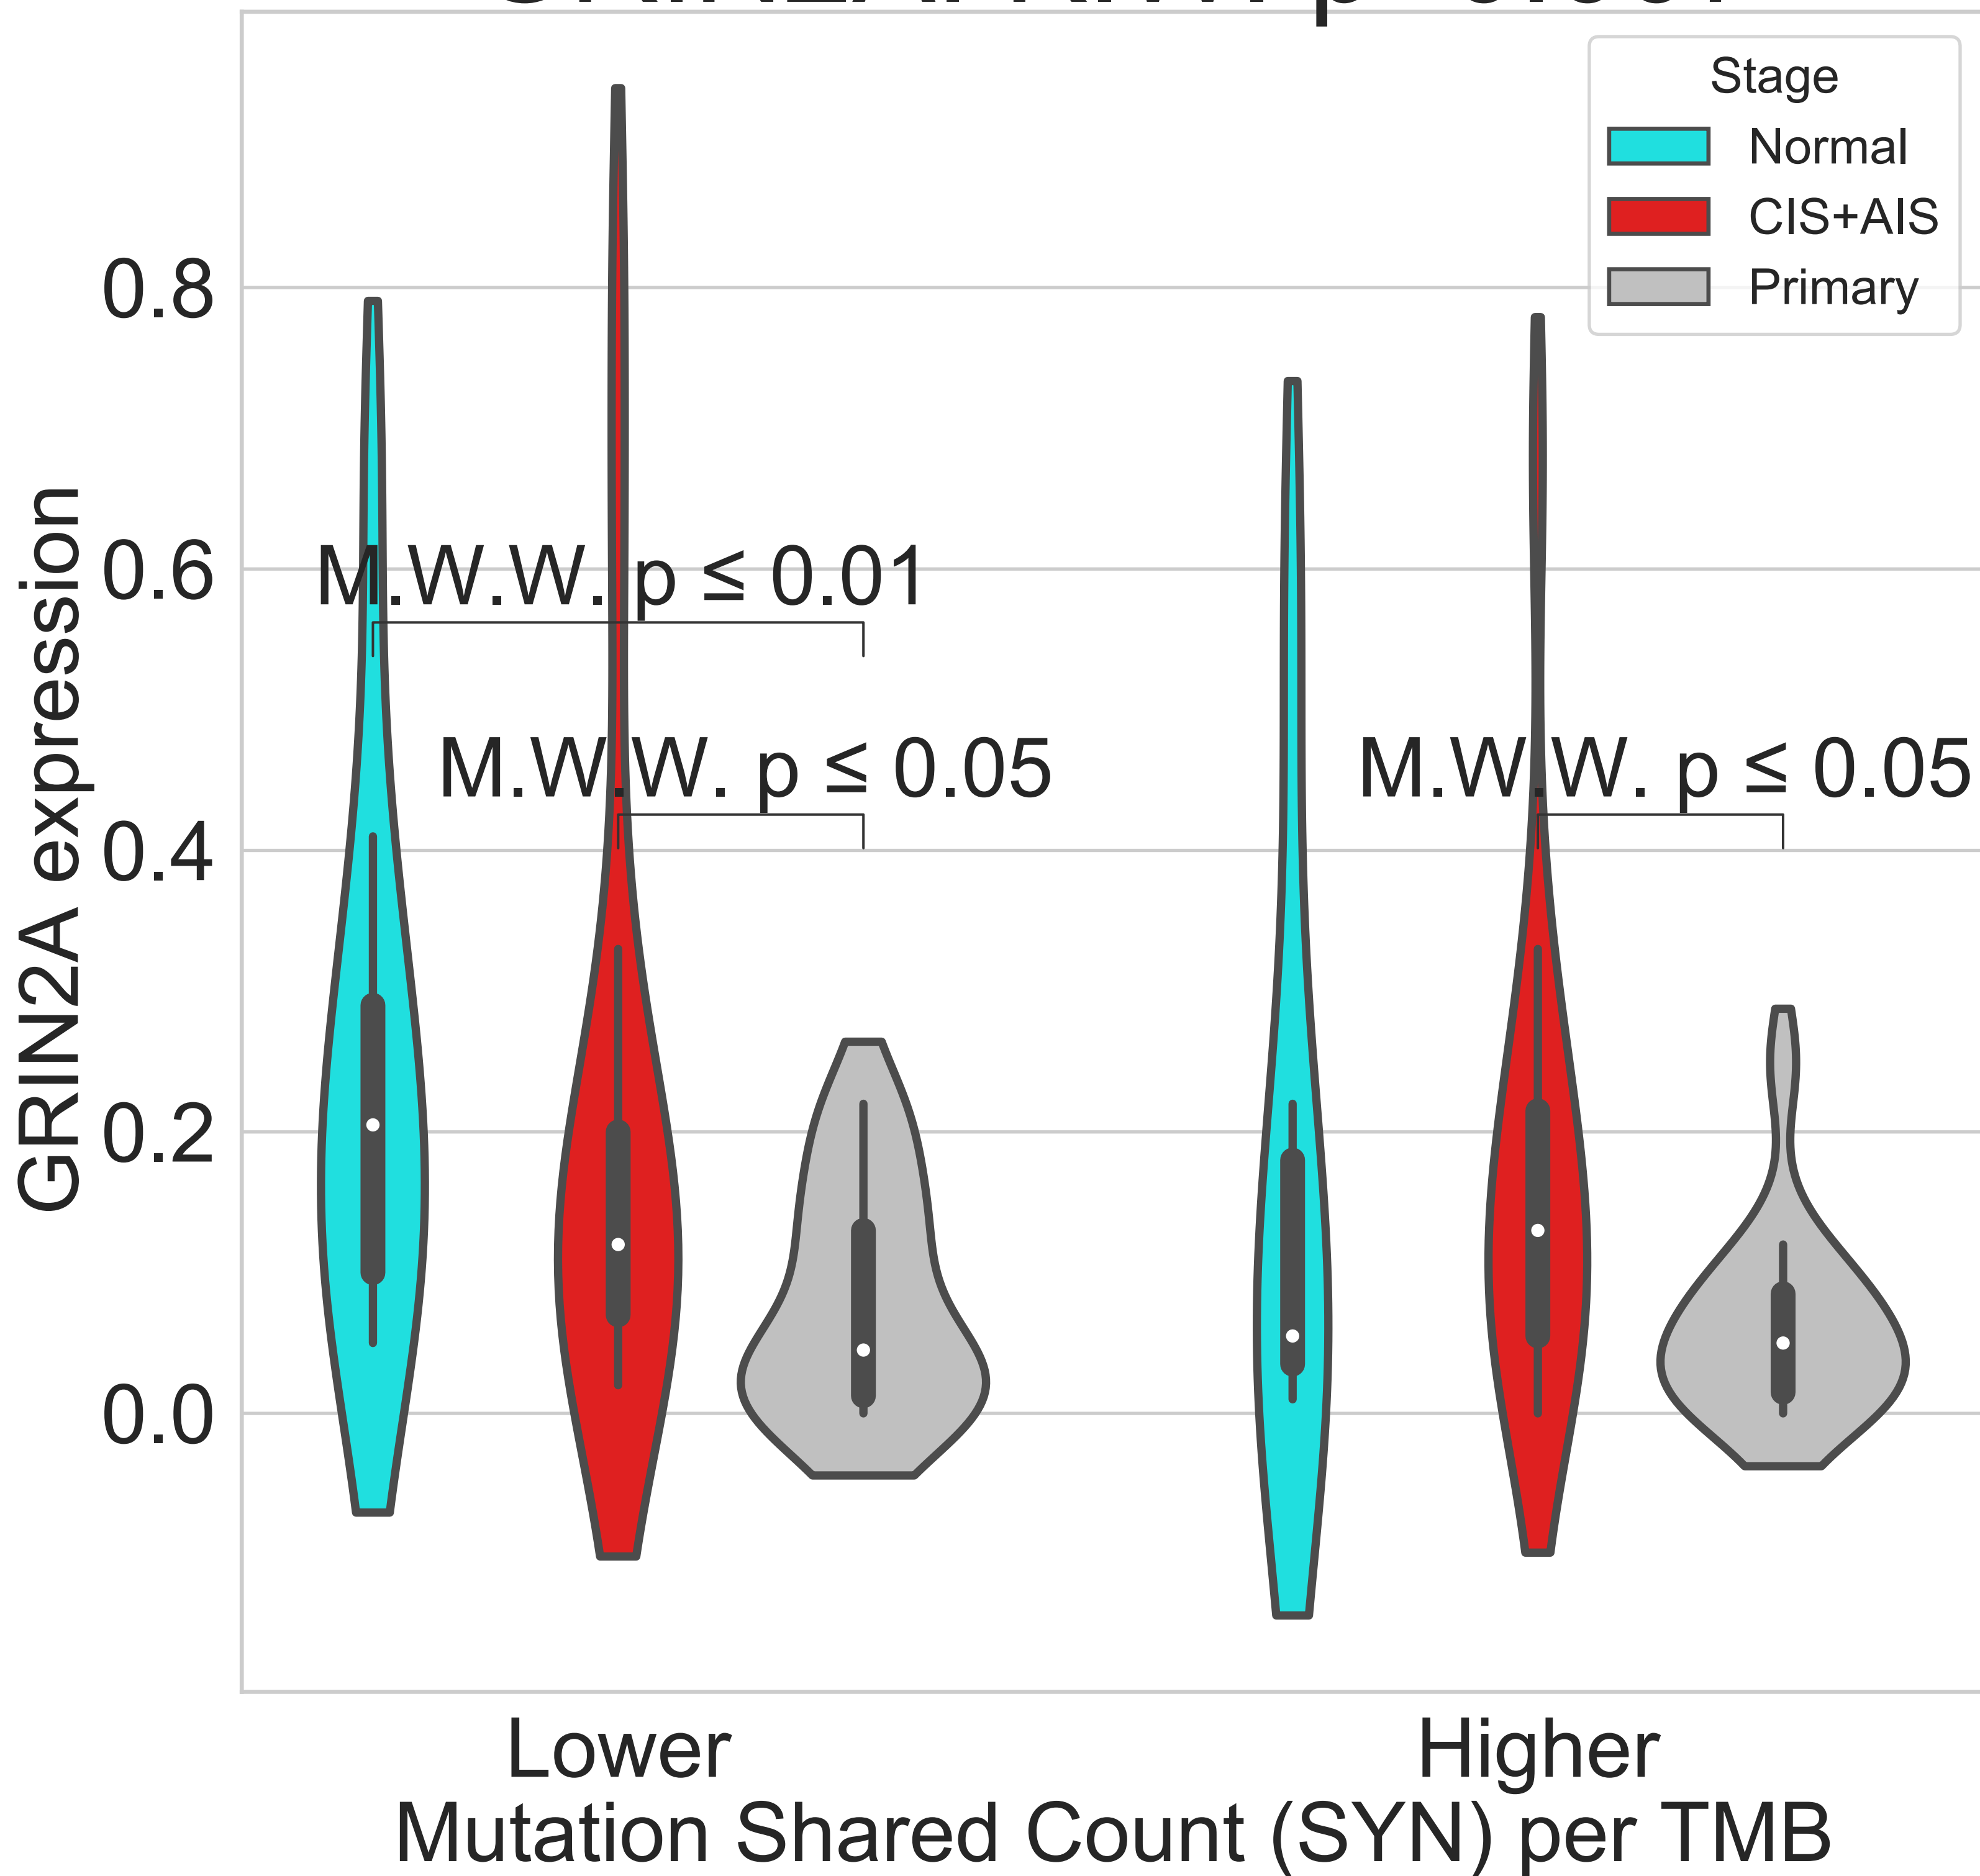 Stage
Normal
CIS+AIS
Primary
0.8
0.6
0.4
0.2
0.0
GRIN2A expression
M.W.W. p ≤ 0.01
M.W.W. p ≤ 0.05
M.W.W. p ≤ 0.05
Lower
Higher
Mutation Shared Count (SYN) per TMB